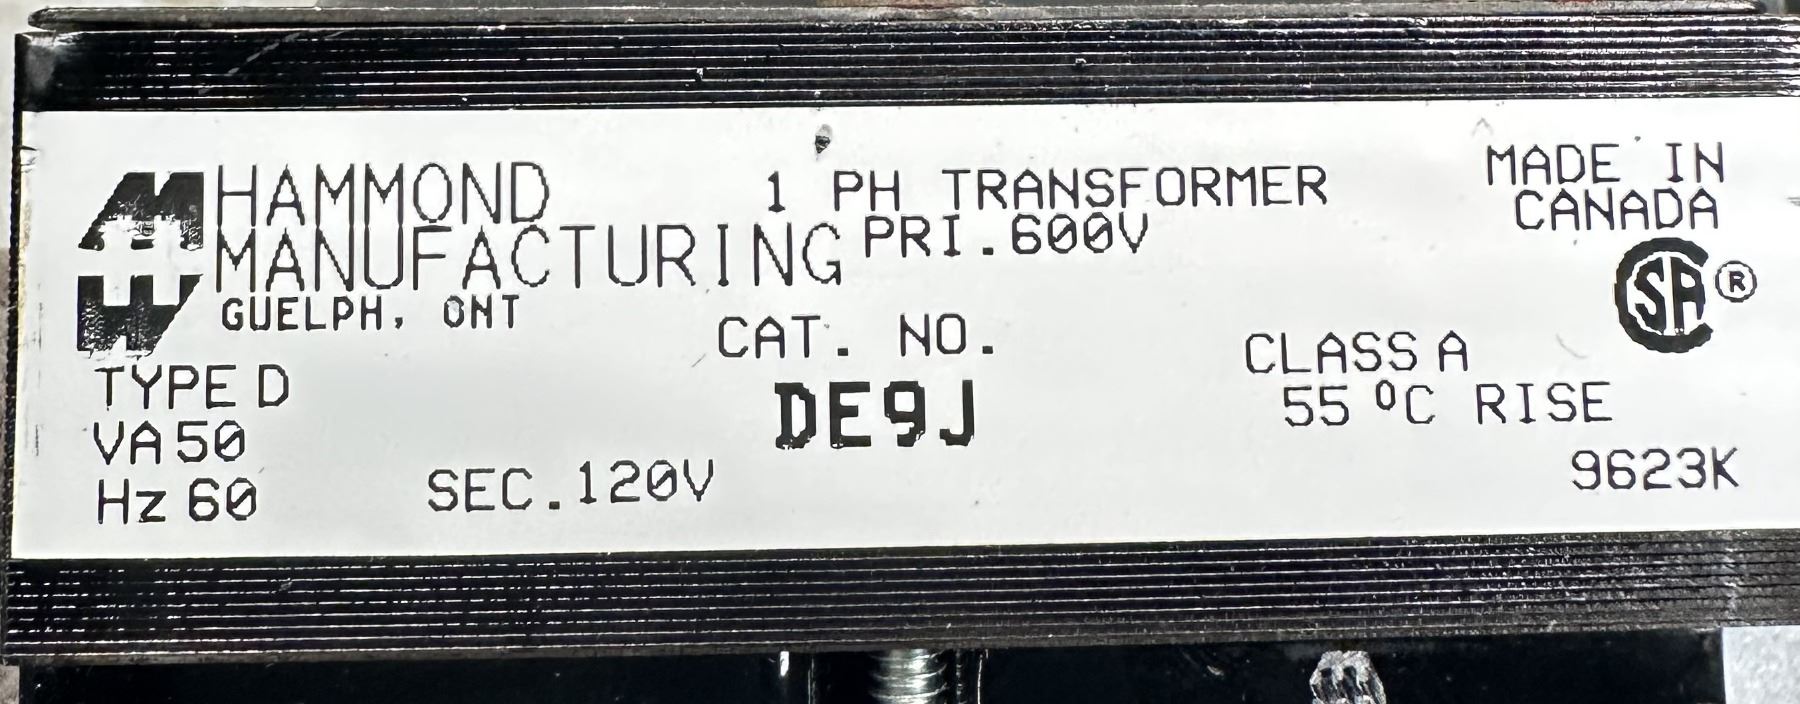 HAMMOND
MANUFACTURING
GUELPH, ONT
1 PH TRANSFORMER
PRI.600V
MADE IN
CANADA
SA ®
CAT. NO.
DE9J
CLASS A
55 °C RISE
TYPE D
VA 50
Hz 60
SEC.120V
9623K